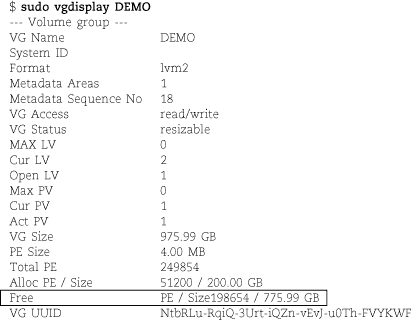 $ sudo vgdisplay DEMO
--- Volume group ---
VG Name DEMO
System ID
Format lvm2
Metadata Areas 1
Metadata Sequence No 18
VG Access read/write
VG Status resizable
MAX LV 0
Cur LV 2
Open LV 1
Max PV 0
Cur PV 1
Act PV 1
VG Size 975.99 GB
PE Size 4.00 MB
Total PE 249854
Alloc PE / Size 51200 / 200.00 GB
Free PE / Size198654 / 775.99 GB
VG UUID NtbRLu-RqiQ-3Urt-iQZn-vEvJ-u0Th-FVYKWF